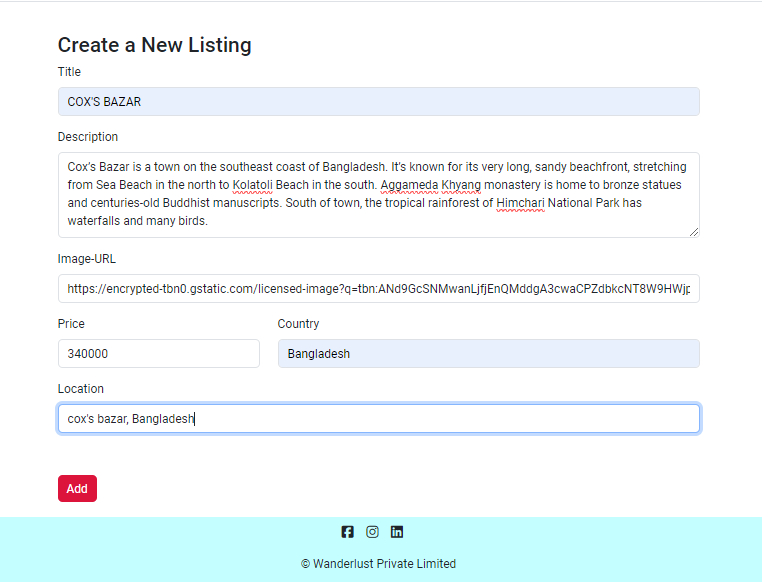 Create a New Listing
Title
COX'S BAZAR
Description
Cox's Bazar is a town on the southeast coast of Bangladesh. It's known for its very long, sandy beachfront, stretching
from Sea Beach in the north to Kolatoli Beach in the south. Aggameda Khyang monastery is home to bronze statues
and centuries-old Buddhist manuscripts. South of town, the tropical rainforest of Himchari National Park has
waterfalls and many birds.
Image-URL
https://encrypted-tbn0.gstatic.com/licensed-image?q=tbn:ANd9GcSNMwanLjfjEnQMddgA3cwaCPZdbkcNT8W9HWjp
Price Country
340000 Bangladesh
Location
cox's bazar, Bangladesh
Add
© Wanderlust Private Limited